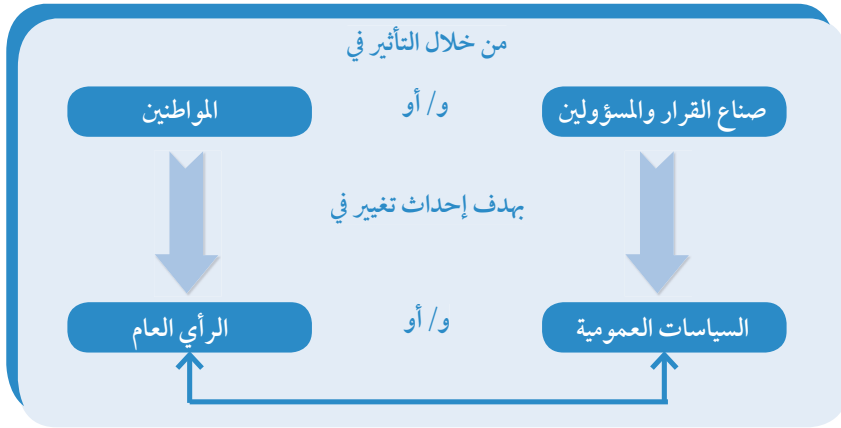 من خلال التأثير في
صناع القرار والمسؤولين و/ أو المواطنين
بهدف إحداث تغيير في
السياسات العمومية و/ أو الرأي العام